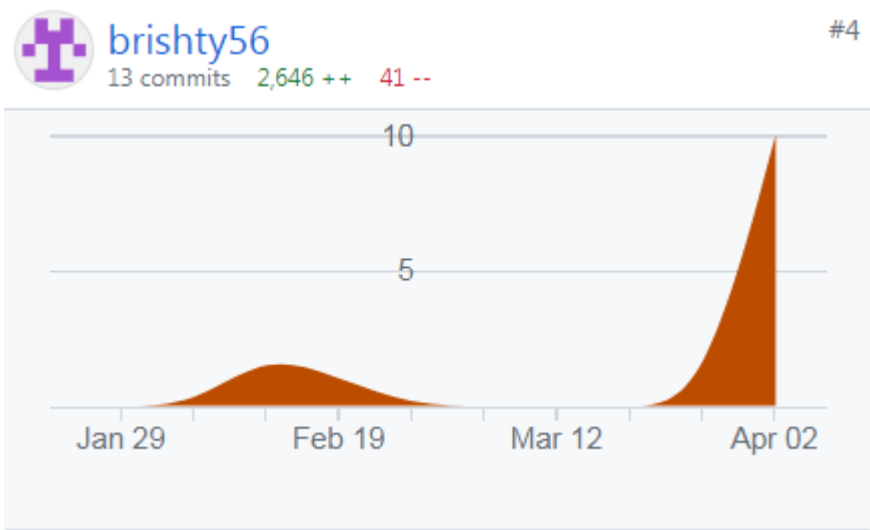 brishty56
#4
13 commits 2,646 ++ 41 --
10
5
Jan 29 Feb 19 Mar 12 Apr 02